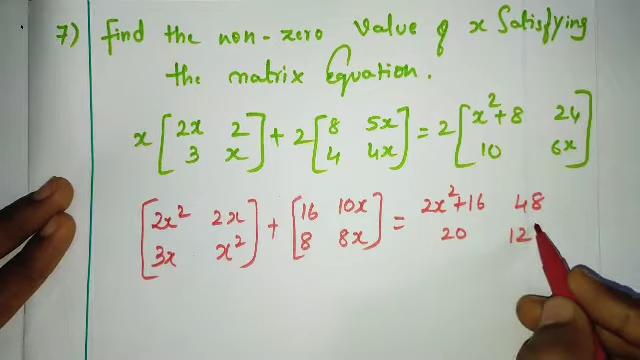 7) Find the non-zero value of x satisfying
the matrix Equation.
x [2x 2 3 x] + 2 [8 5x 4 4x] = 2 [x²+8 24 10 6x]
[2x² 2x 3x x²] + [16 10x 8 8x] = 2x²+16 48 20 12